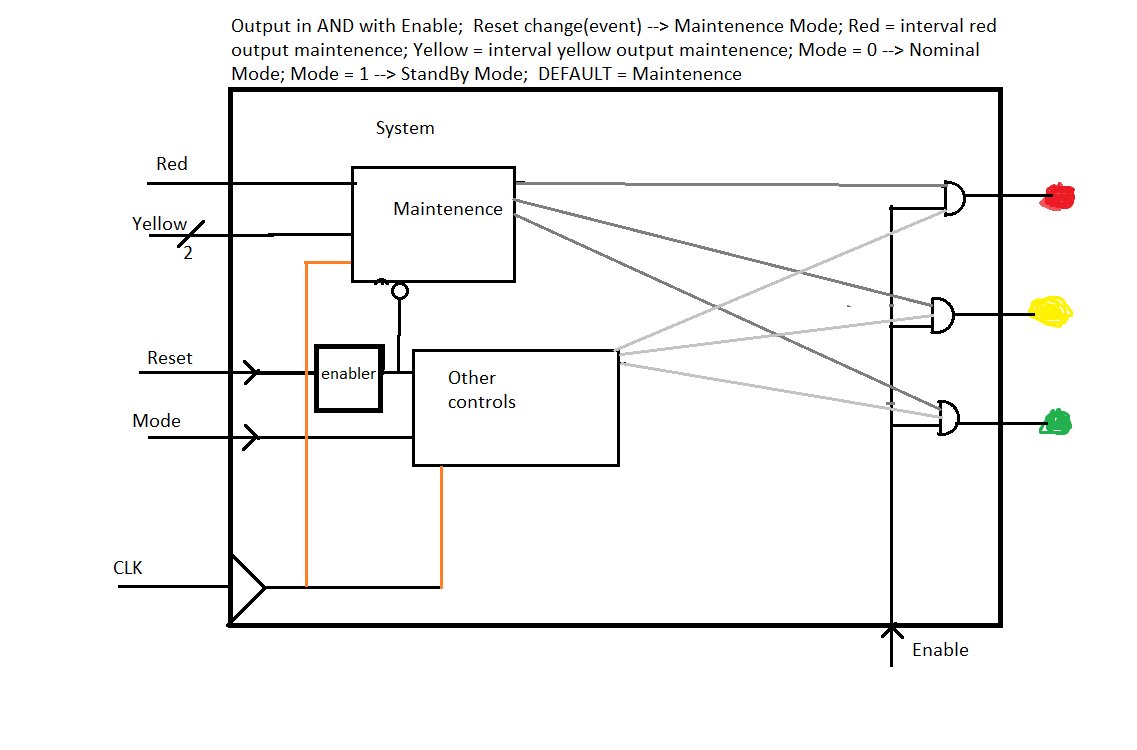 Output in AND with Enable;  Reset change(event) --> Maintenence Mode; Red = interval red
output maintenence; Yellow = interval yellow output maintenence; Mode = 0 --> Nominal
Mode; Mode = 1 --> StandBy Mode;  DEFAULT = Maintenence
System
Red
Maintenence
Yellow
2
Reset
enabler
Other
controls
Mode
CLK
Enable